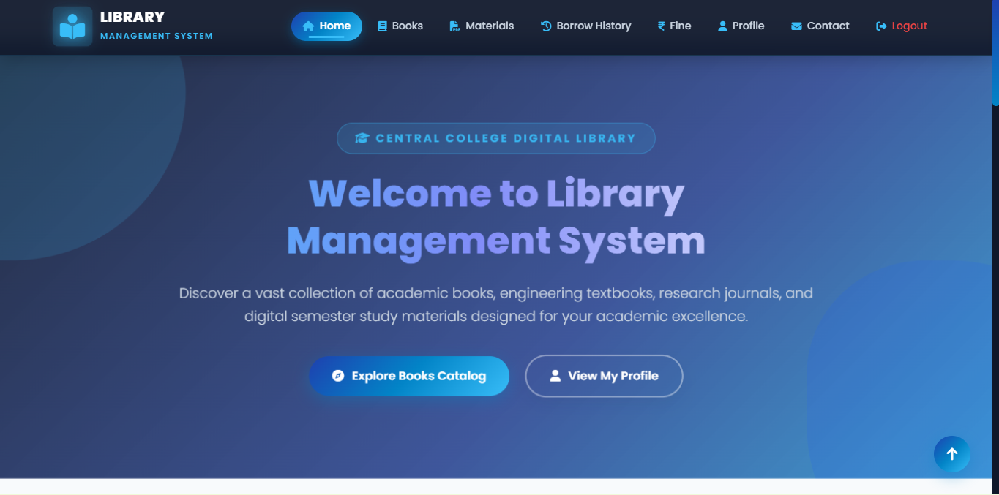 LIBRARY
MANAGEMENT SYSTEM
Home Books Materials Borrow History Fine Profile Contact Logout
CENTRAL COLLEGE DIGITAL LIBRARY
Welcome to Library
Management System
Discover a vast collection of academic books, engineering textbooks, research journals, and
digital semester study materials designed for your academic excellence.
Explore Books Catalog View My Profile